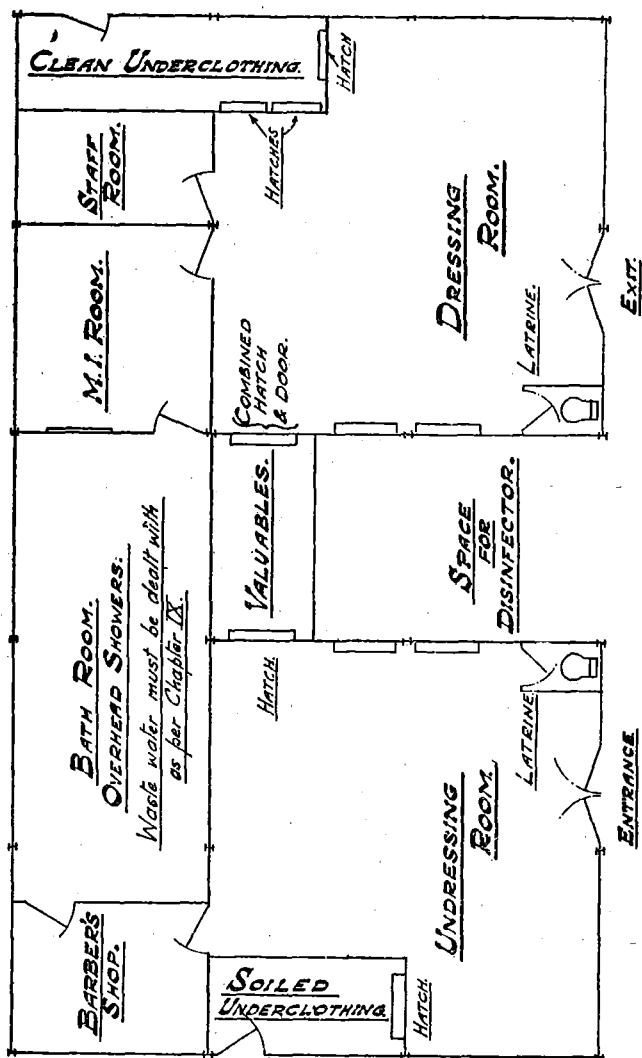 BARBER'S
SHOP.
BATH ROOM.
OVERHEAD SHOWERS:
Waste water must be dealt with
as per Chapter IX.
M.I. ROOM.
STAFF
ROOM.
CLEAN UNDERCLOTHING.
HATCH
HATCHES
SOILED
UNDERCLOTHING
HATCH.
HATCH.
VALUABLES.
COMBINED
HATCH
& DOOR.
UNDRESSING
ROOM.
LATRINE
SPACE
FOR
DISINFECTOR.
DRESSING
ROOM.
LATRINE.
ENTRANCE
EXIT.